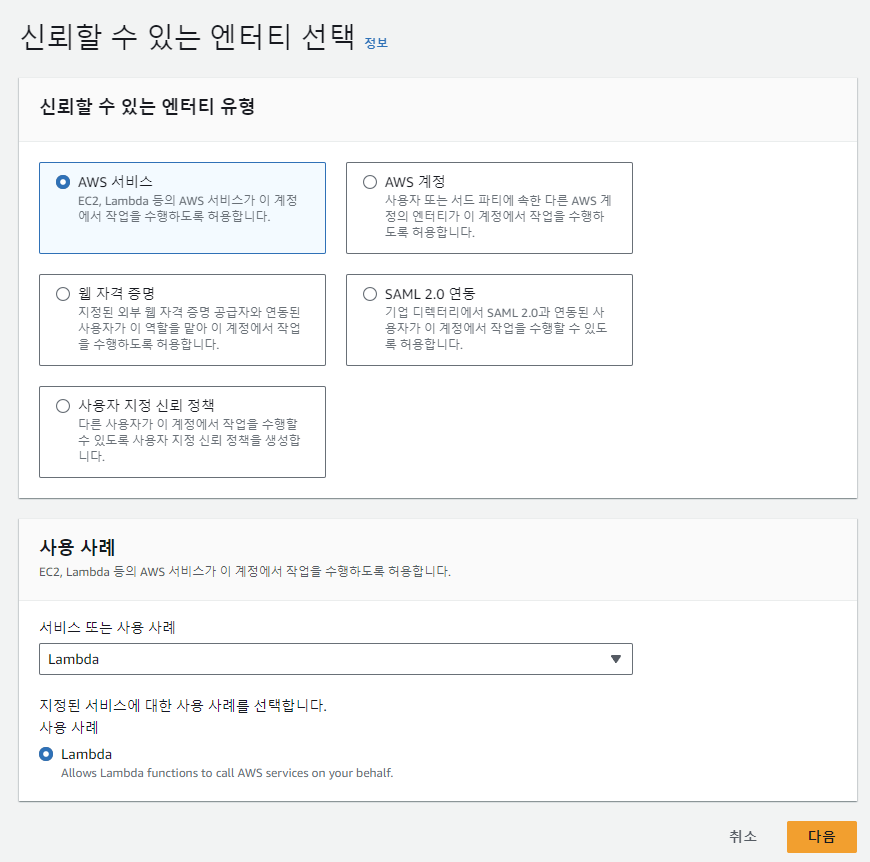 신뢰할 수 있는 엔터티 선택 정보
신뢰할 수 있는 엔터티 유형
AWS 서비스
EC2, Lambda 등의 AWS 서비스가 이 계정
에서 작업을 수행하도록 허용합니다.
AWS 계정
사용자 또는 서드 파티에 속한 다른 AWS 계
정의 엔터티가 이 계정에서 작업을 수행하
도록 허용합니다.
웹 자격 증명
지정된 외부 웹 자격 증명 공급자와 연동된
사용자가 이 역할을 맡아 이 계정에서 작업
을 수행하도록 허용합니다.
SAML 2.0 연동
기업 디렉터리에서 SAML 2.0과 연동된 사
용자가 이 계정에서 작업을 수행할 수 있도
록 허용합니다.
사용자 지정 신뢰 정책
다른 사용자가 이 계정에서 작업을 수행할
수 있도록 사용자 지정 신뢰 정책을 생성합
니다.
사용 사례
EC2, Lambda 등의 AWS 서비스가 이 계정에서 작업을 수행하도록 허용합니다.
서비스 또는 사용 사례
Lambda
지정된 서비스에 대한 사용 사례를 선택합니다.
사용 사례
Lambda
Allows Lambda functions to call AWS services on your behalf.
취소 다음